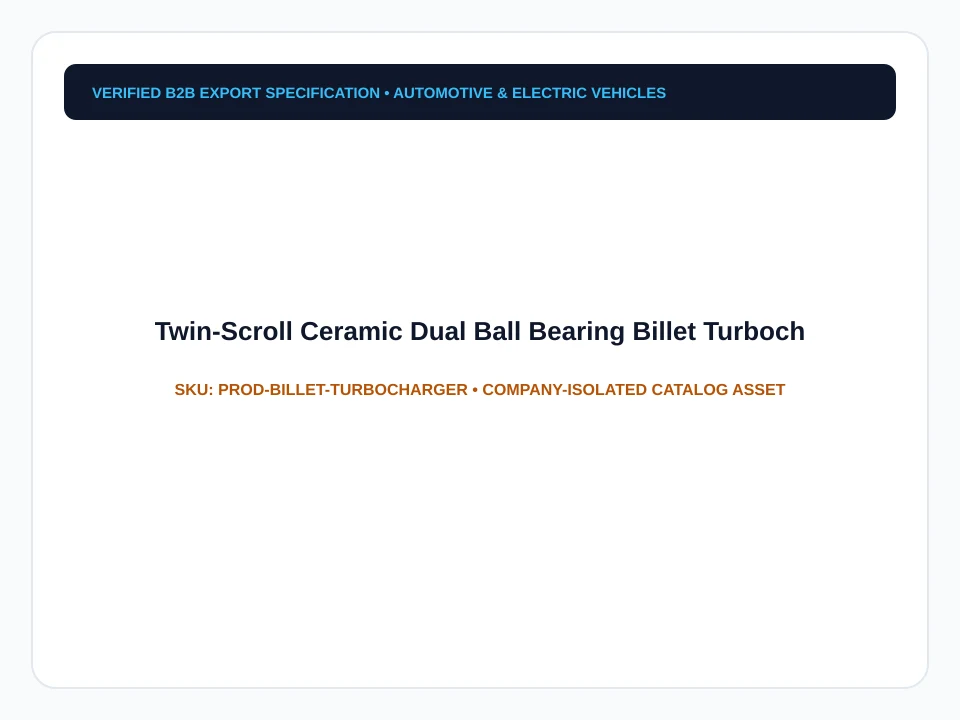 VERIFIED B2B EXPORT SPECIFICATION • AUTOMOTIVE & ELECTRIC VEHICLES
Twin-Scroll Ceramic Dual Ball Bearing Billet Turboch
SKU: PROD-BILLET-TURBOCHARGER • COMPANY-ISOLATED CATALOG ASSET